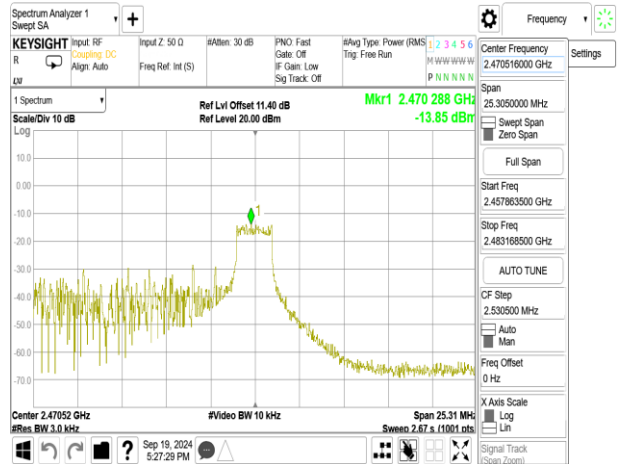 Spectrum Analyzer 1
Swept SA
Frequency
KEYSIGHT
R
Input: RF
Coupling: DC
Align: Auto
Input Z: 50 Ω
Freq Ref: Int (S)
#Atten: 30 dB
PNO: Fast
Gate: Off
IF Gain: Low
Sig Track: Off
#Avg Type: Power (RMS
Trig: Free Run
1 2 3 4 5 6
M W W W W W
P N N N N N
Center Frequency
2.470516000 GHz
Settings
Span
25.3050000 MHz
Swept Span
Zero Span
Full Span
Start Freq
2.457863500 GHz
Stop Freq
2.483168500 GHz
AUTO TUNE
CF Step
2.530500 MHz
Auto
Man
Freq Offset
0 Hz
X Axis Scale
Log
Lin
Signal Track
(Span Zoom)
1 Spectrum
Scale/Div 10 dB
Log
Ref Lvl Offset 11.40 dB
Ref Level 20.00 dBm
Mkr1 2.470 288 GHz
-13.85 dBm
10.0
0.00
-10.0
-20.0
-30.0
-40.0
-50.0
-60.0
-70.0
1
Center 2.47052 GHz
#Res BW 3.0 kHz
#Video BW 10 kHz
Span 25.31 MHz
Sweep 2.67 s (1001 pts
Sep 19, 2024
5:27:29 PM